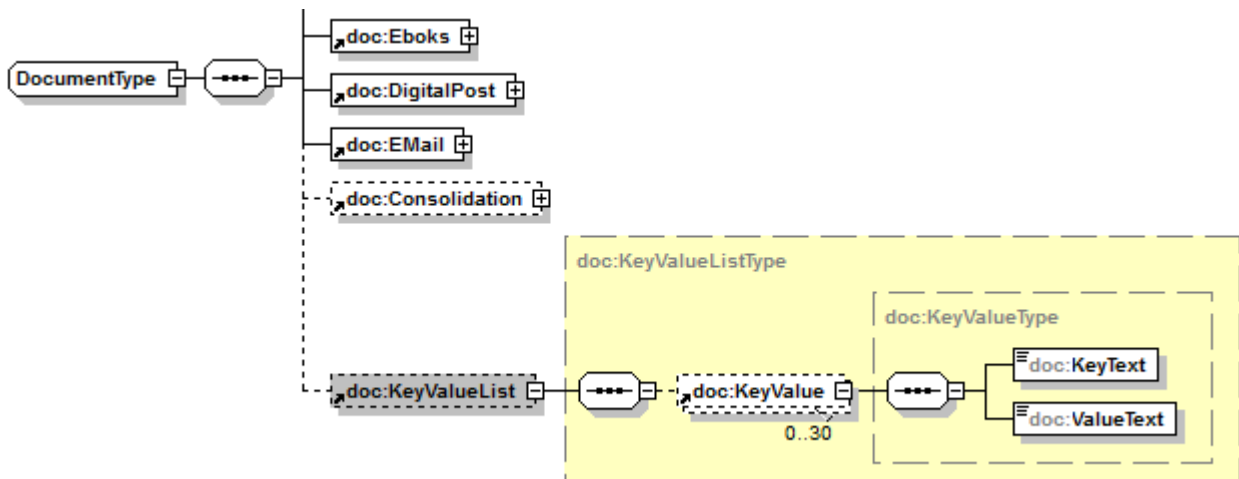 doc:Eboks
DocumentType
doc:DigitalPost
doc:EMail
doc:Consolidation
doc:KeyValueListType
doc:KeyValueType
doc:KeyText
doc:KeyValueList
doc:KeyValue
doc:ValueText
0..30